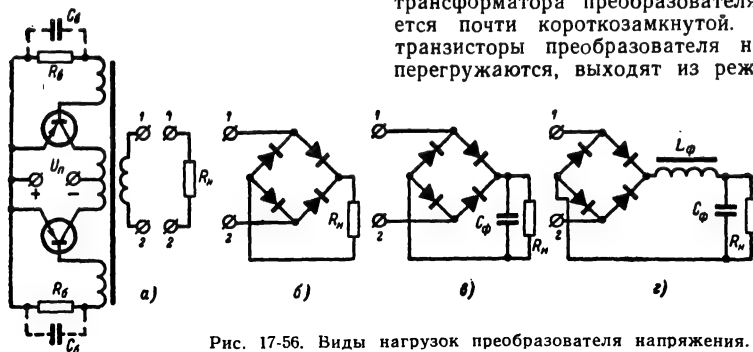 трансформатора преобразователя
ется почти короткозамкнутой.
транзисторы преобразователя н
перегружаются, выходят из реж
Cб
Rб
Uп
+ −
Rб
Cб
1 1
Rн
2 2
а)
1
2
Rн
б)
1
2
Cф
Rн
в)
1
2
Lф
Cф
Rн
г)
Рис. 17-56. Виды нагрузок преобразователя напряжения.